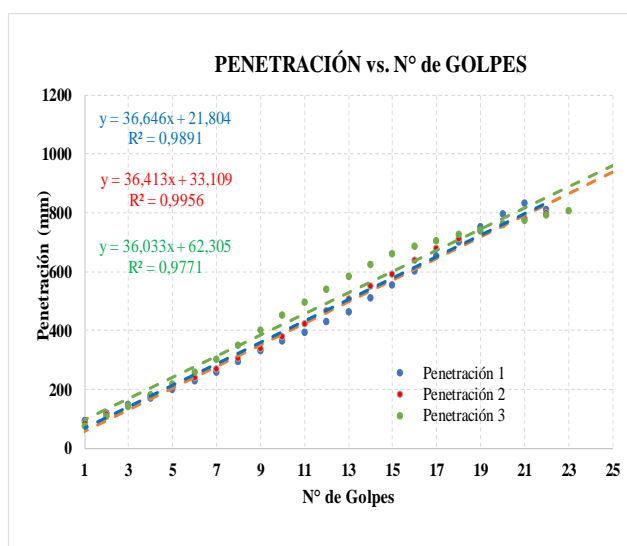 PENETRACIÓN vs. N° de GOLPES
1200
1000
800
600
400
200
0
Penetración (mm)
y = 36,646x + 21,804
R² = 0,9891
y = 36,413x + 33,109
R² = 0,9956
y = 36,033x + 62,305
R² = 0,9771
Penetración 1
Penetración 2
Penetración 3
1 3 5 7 9 11 13 15 17 19 21 23 25
N° de Golpes